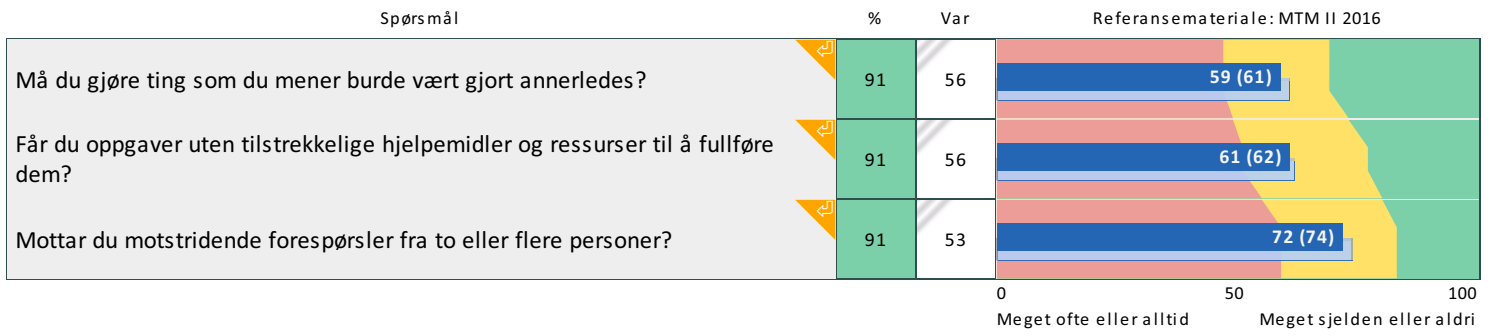 Spørsmål % Var Referansemateriale: MTM II 2016
Må du gjøre ting som du mener burde vært gjort annerledes? 91 56 59 (61)
Får du oppgaver uten tilstrekkelige hjelpemidler og ressurser til å fullføre
dem? 91 56 61 (62)
Mottar du motstridende forespørsler fra to eller flere personer? 91 53 72 (74)
0 50 100
Meget ofte eller alltid Meget sjelden eller aldri